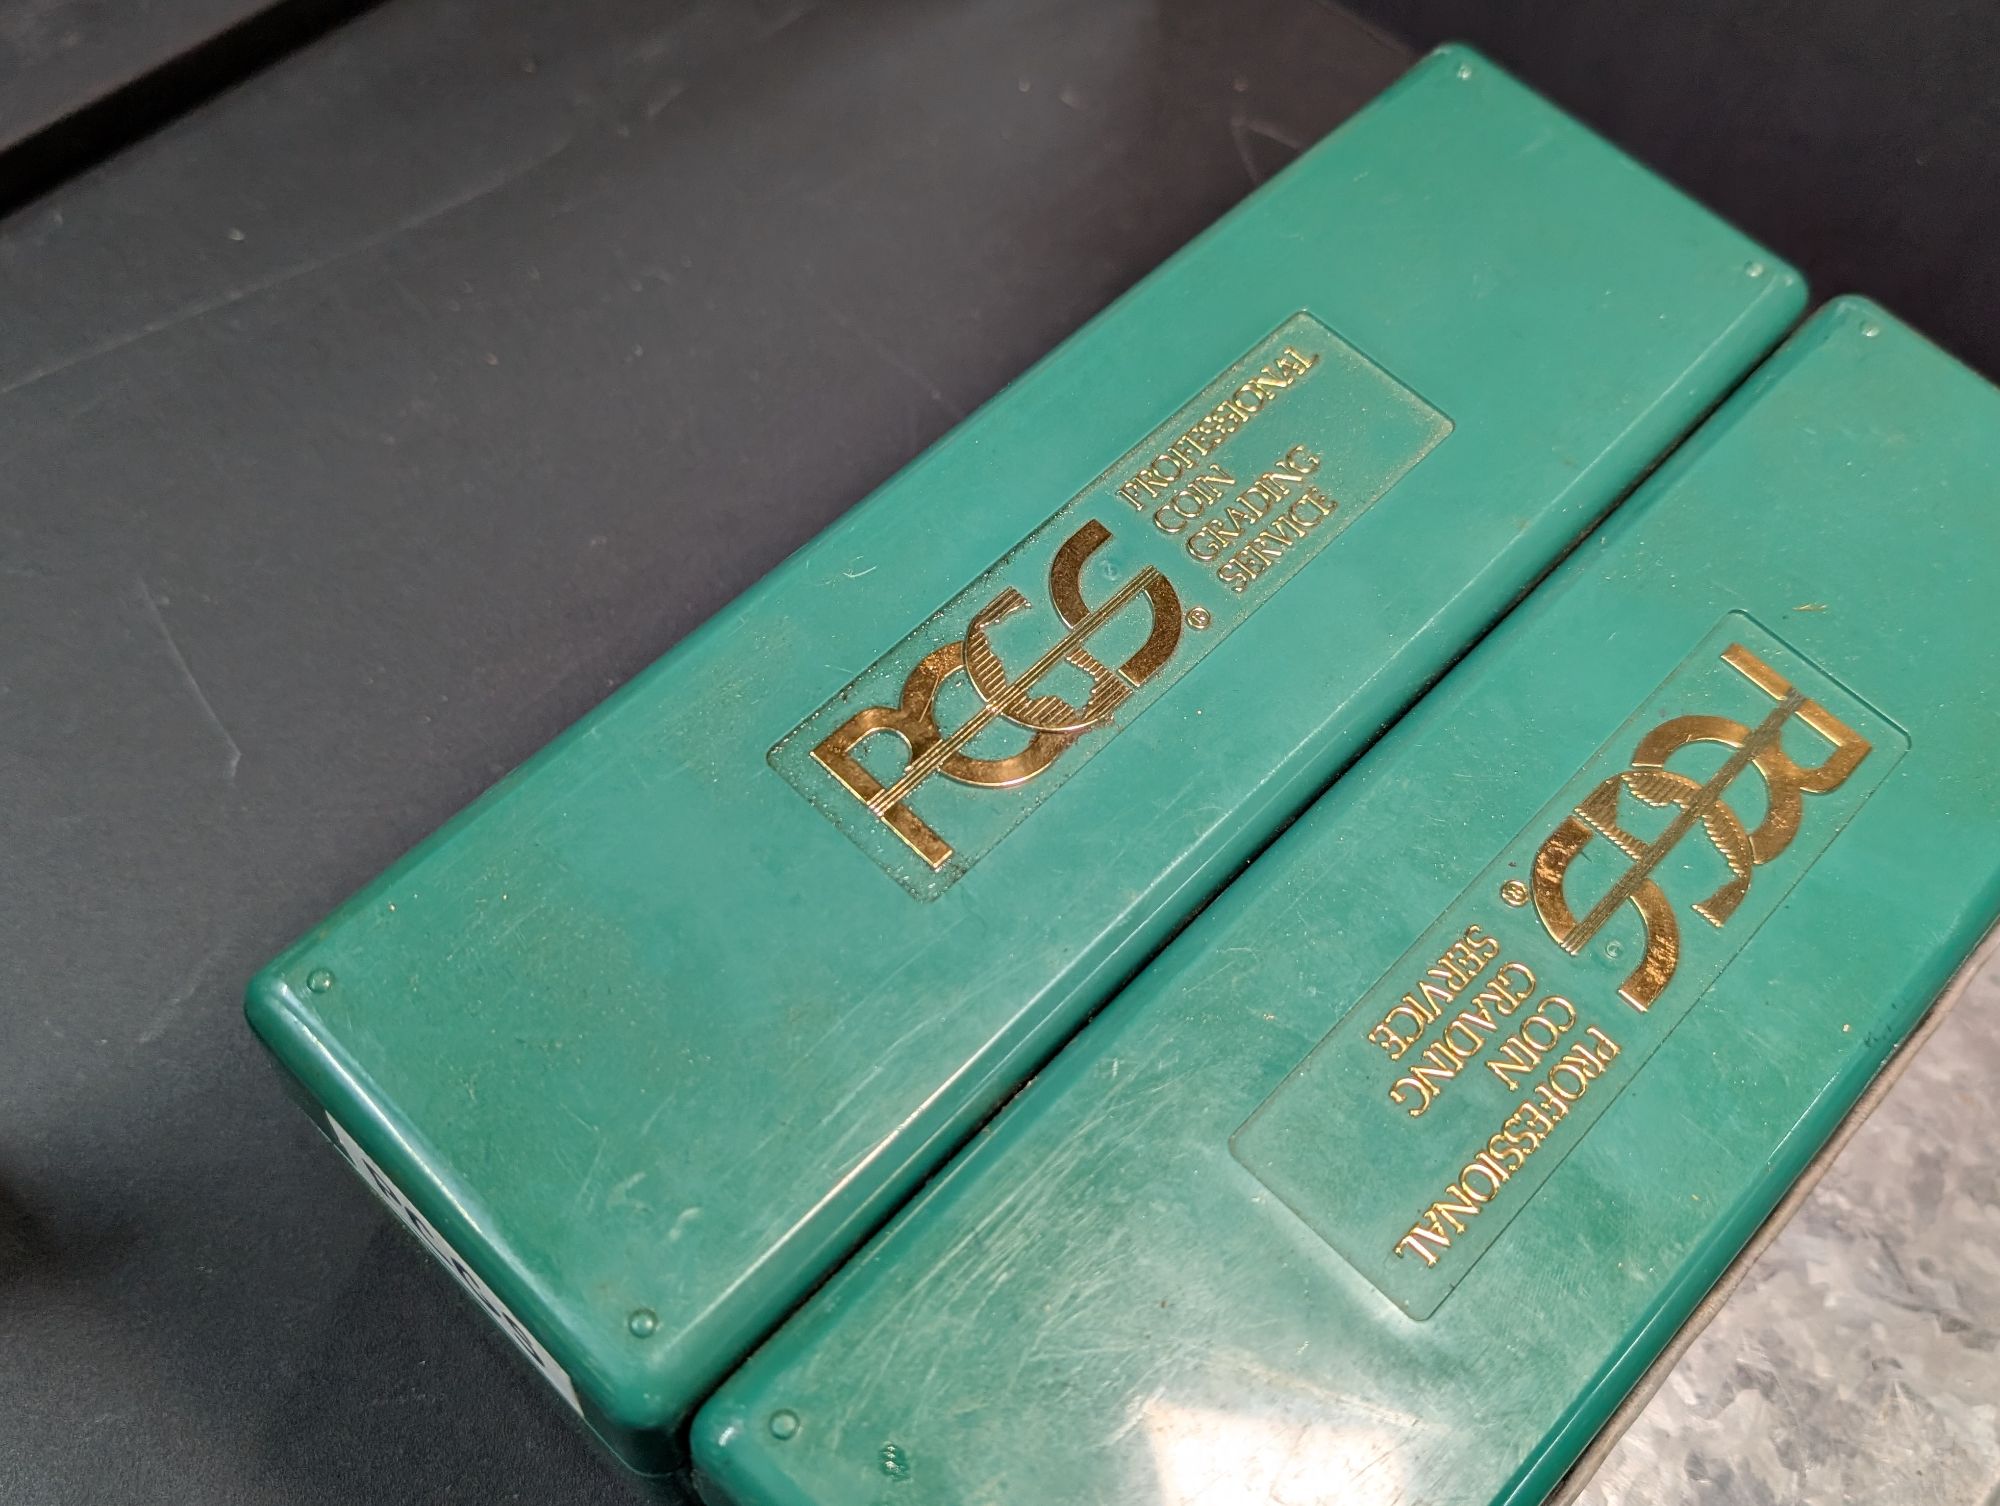 PCGS®
PROFESSIONAL
COIN
GRADING
SERVICE
PCGS®
PROFESSIONAL
COIN
GRADING
SERVICE